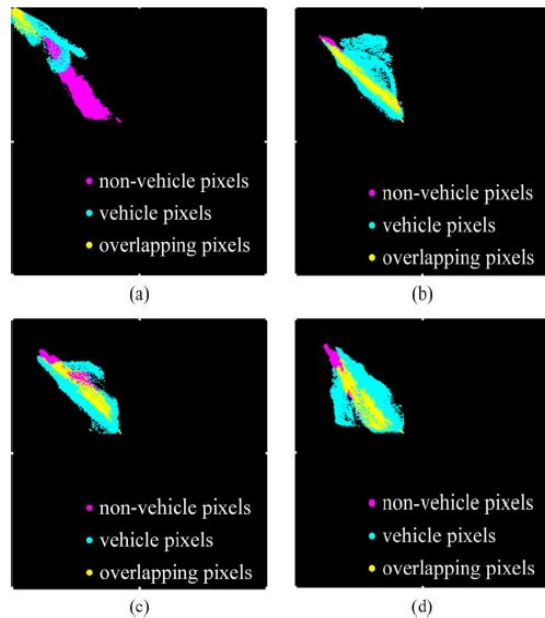 non-vehicle pixels
vehicle pixels
overlapping pixels
(a)
non-vehicle pixels
vehicle pixels
overlapping pixels
(b)
non-vehicle pixels
vehicle pixels
overlapping pixels
(c)
non-vehicle pixels
vehicle pixels
overlapping pixels
(d)